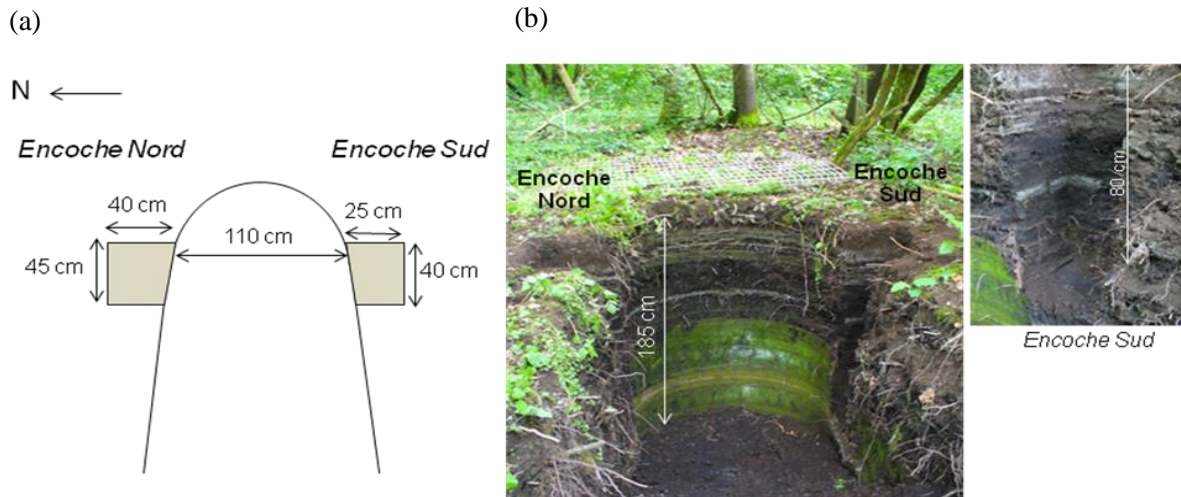 (a)
N
Encoche Nord
Encoche Sud
40 cm
25 cm
110 cm
45 cm
40 cm
(b)
Encoche
Nord
Encoche
Sud
185 cm
80 cm
Encoche Sud